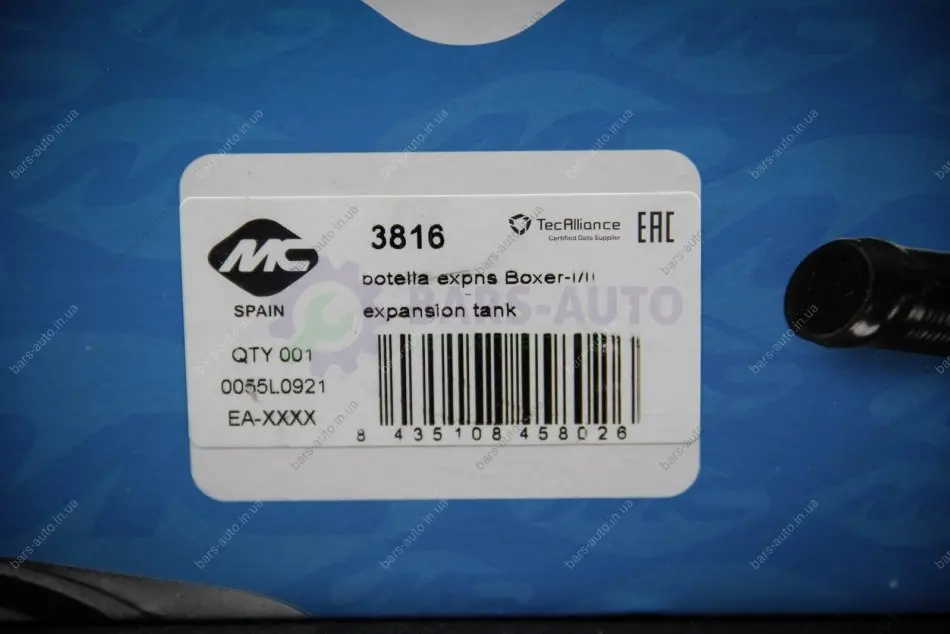 MC
SPAIN
3816
TecAlliance
Certified Data Supplier
EAC
botella expns Boxer-I/II
expansion tank
BARS-AUTO
QTY 001
0055L0921
EA-XXXX
8 435108 458026
bars-auto.in.ua